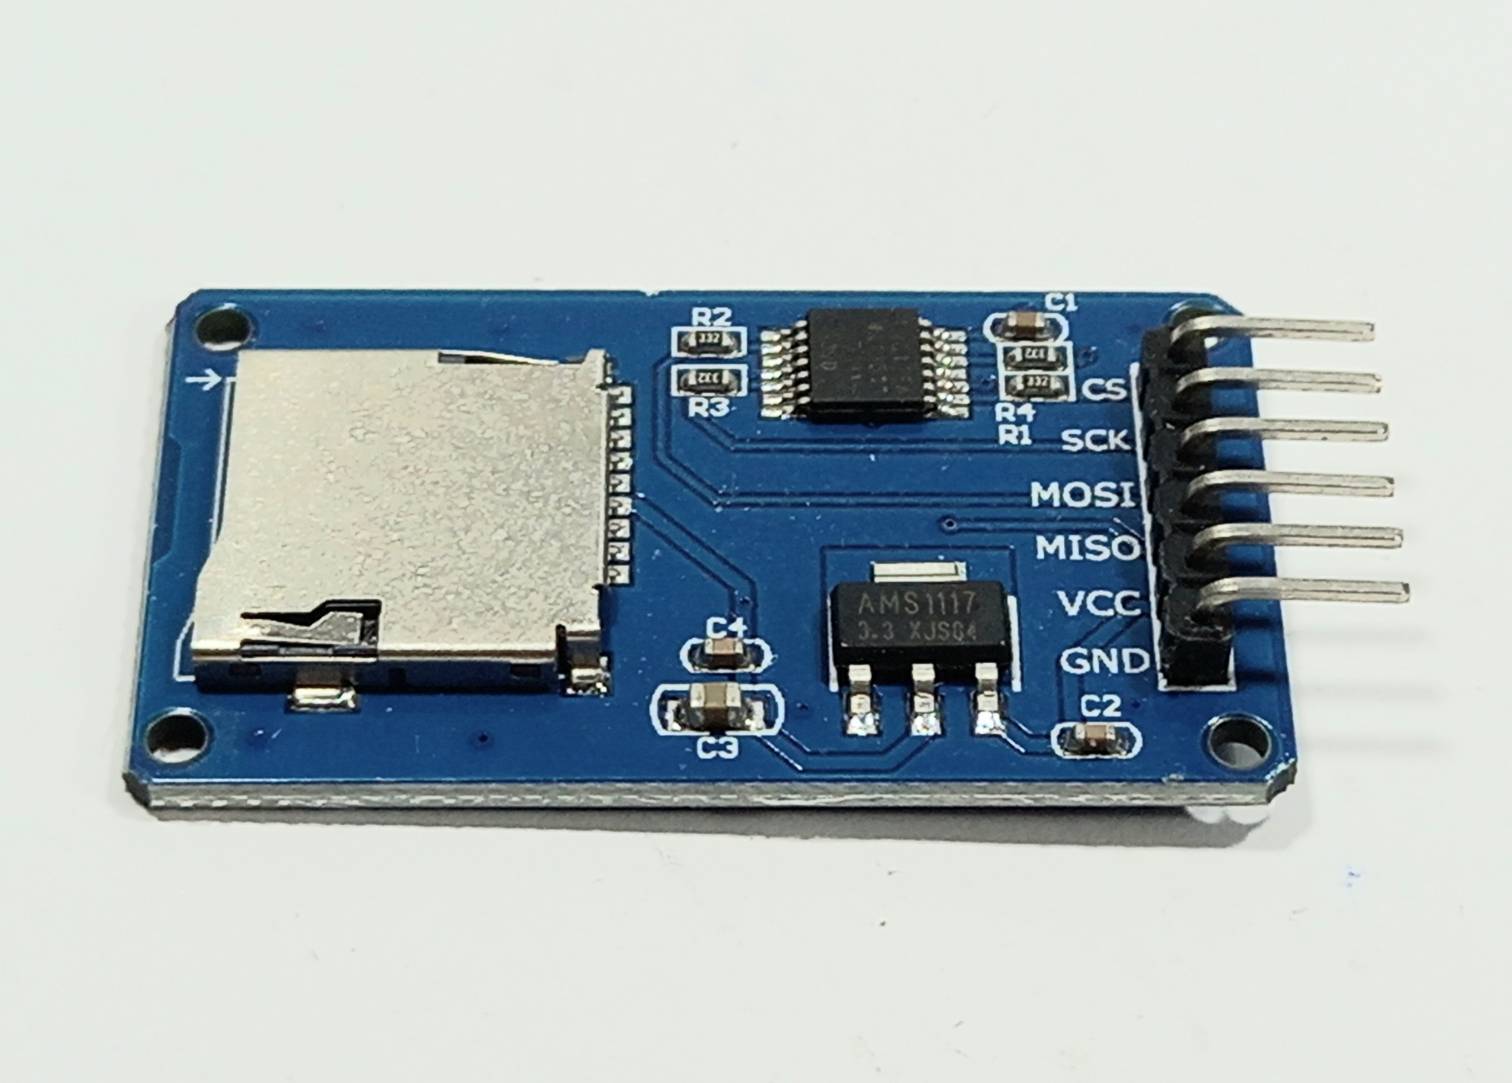 C1
R2
332
332
332
332
R3
R4
R1
CS
SCK
MOSI
MISO
VCC
GND
AMS1117
3.3 XJSG4
C4
C3
C2